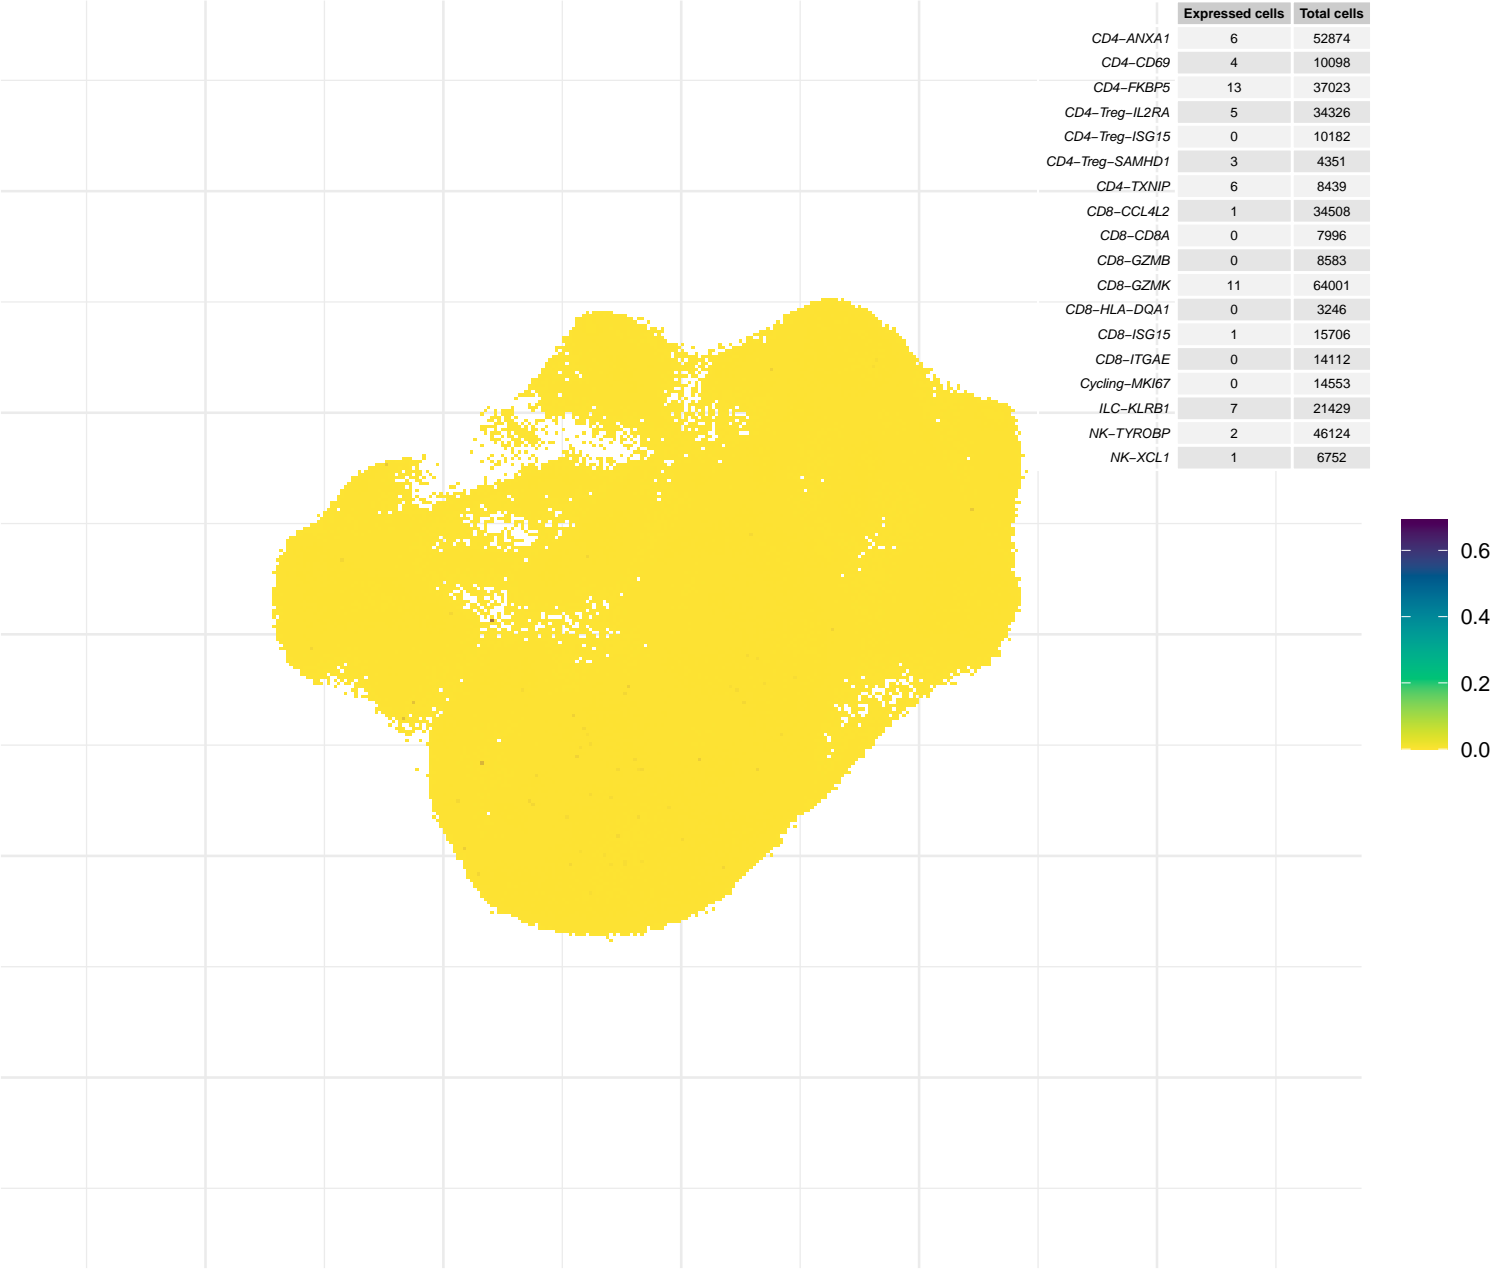 Expressed cells Total cells
CD4−ANXA1 6 52874
CD4−CD69 4 10098
CD4−FKBP5 13 37023
CD4−Treg−IL2RA 5 34326
CD4−Treg−ISG15 0 10182
CD4−Treg−SAMHD1 3 4351
CD4−TXNIP 6 8439
CD8−CCL4L2 1 34508
CD8−CD8A 0 7996
CD8−GZMB 0 8583
CD8−GZMK 11 64001
CD8−HLA−DQA1 0 3246
CD8−ISG15 1 15706
CD8−ITGAE 0 14112
Cycling−MKI67 0 14553
ILC−KLRB1 7 21429
NK−TYROBP 2 46124
NK−XCL1 1 6752
0.6
0.4
0.2
0.0